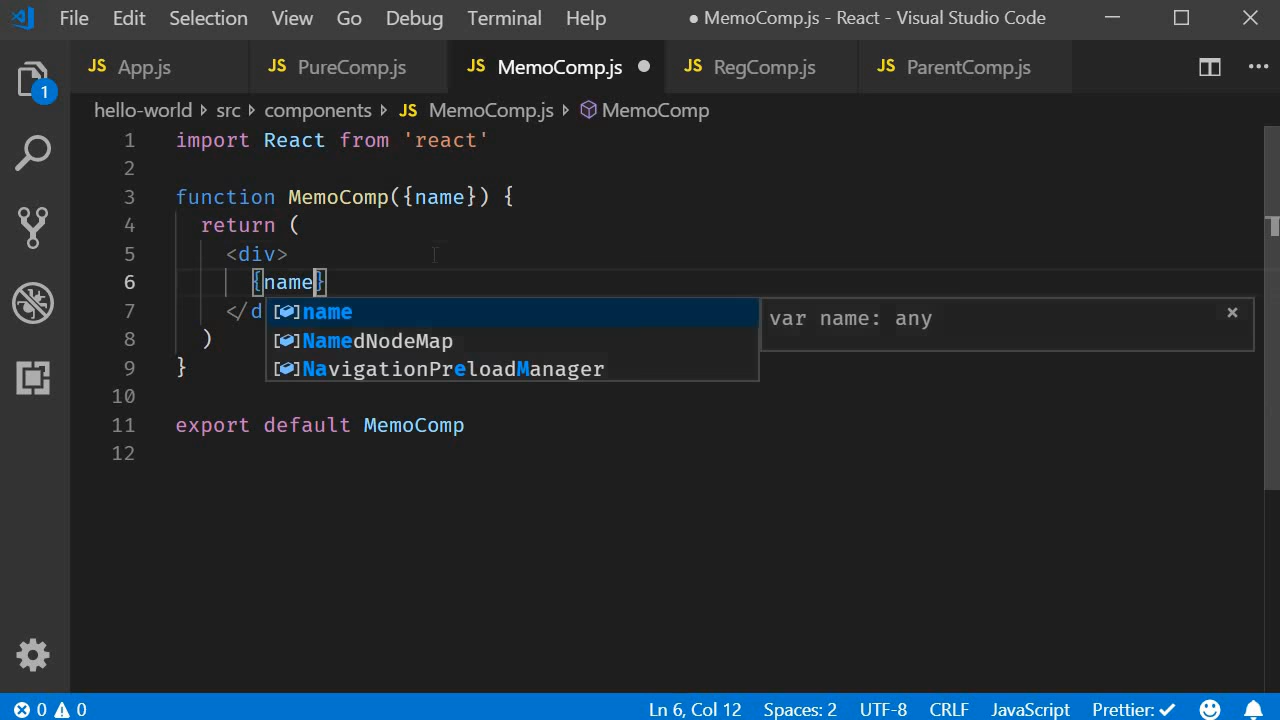 File Edit Selection View Go Debug Terminal Help ● MemoComp.js - React - Visual Studio Code
JS App.js JS PureComp.js JS MemoComp.js ● JS RegComp.js JS ParentComp.js
1
hello-world › src › components › JS MemoComp.js › MemoComp
1 import React from 'react'
2
3 function MemoComp({name}) {
4 return (
5 <div>
6 {name}
7 </d
name
var name: any ×
8 )
NamedNodeMap
9 }
NavigationPreloadManager
10
11 export default MemoComp
12
0 0 Ln 6, Col 12 Spaces: 2 UTF-8 CRLF JavaScript Prettier: ✓